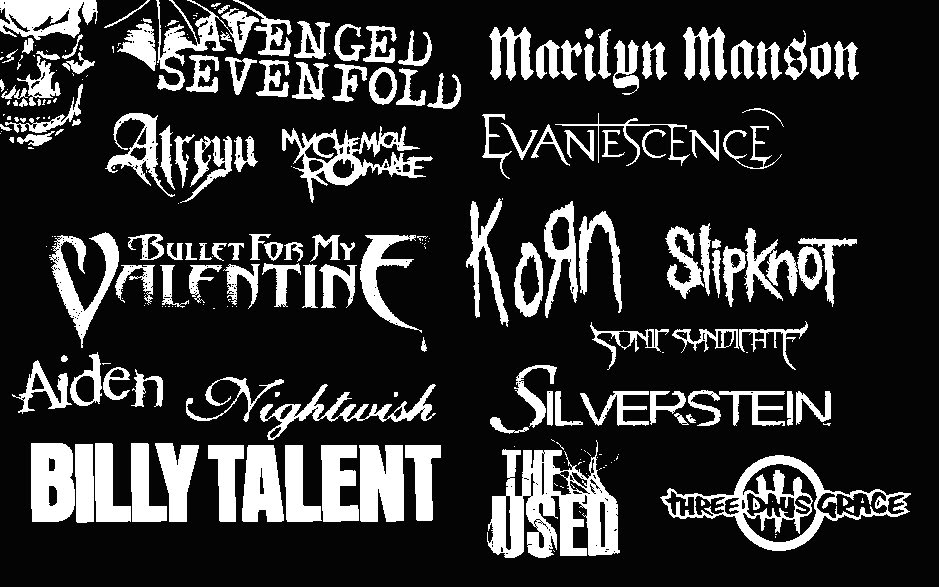 AVENGED
SEVENFOLD
Marilyn Manson
Atreyu
MY CHEMICAL
ROMANCE
EVANESCENCE
BULLET FOR MY
VALENTINE
KoЯn
Slipknot
SONIC SYNDICATE
Aiden
Nightwish
SILVERSTEIN
BILLY TALENT
THE
USED
THREE DAYS GRACE